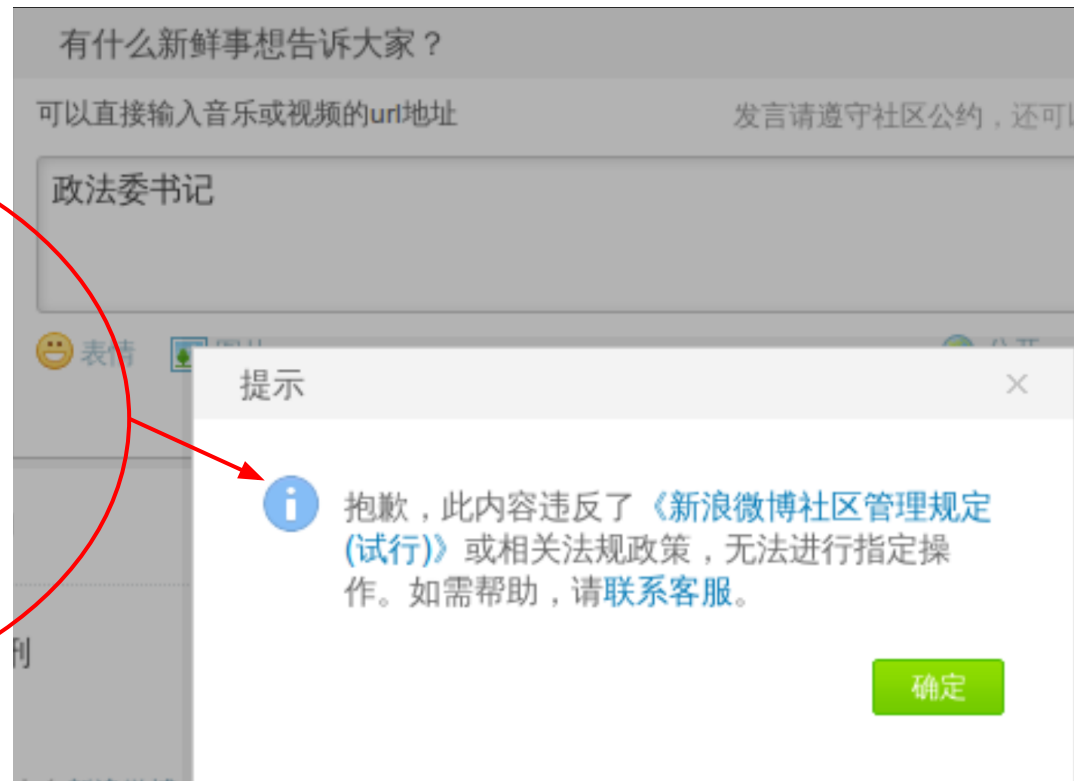 有什么新鲜事想告诉大家？
可以直接输入音乐或视频的url地址
发言请遵守社区公约，还可
政法委书记
表情
公开
提示
抱歉，此内容违反了《新浪微博社区管理规定
(试行)》或相关法规政策，无法进行指定操
作。如需帮助，请联系客服。
刑
确定